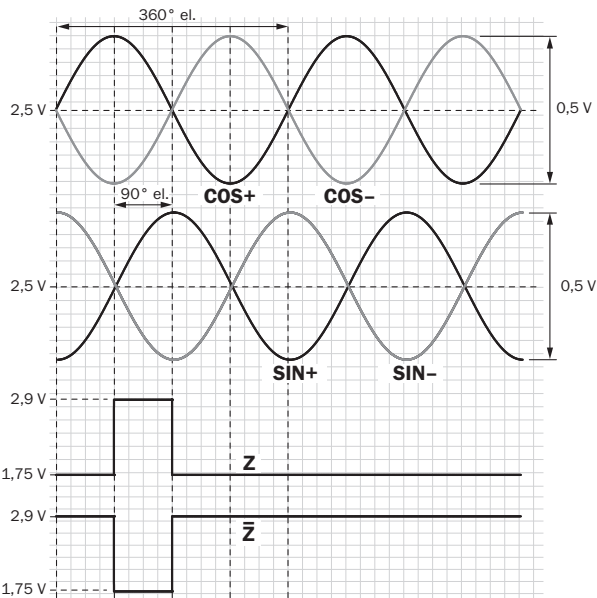 360° el.
2,5 V
0,5 V
COS+ COS–
90° el.
2,5 V
0,5 V
SIN+ SIN–
2,9 V
Z
1,75 V
2,9 V
Z̅
1,75 V